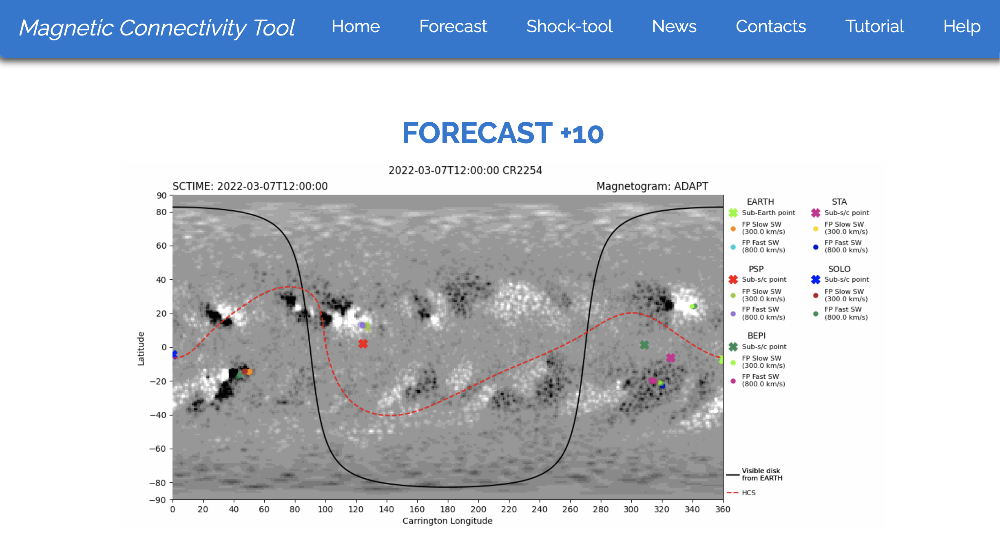 Magnetic Connectivity Tool Home Forecast Shock-tool News Contacts Tutorial Help
FORECAST +10
2022-03-07T12:00:00 CR2254
SCTIME: 2022-03-07T12:00:00 Magnetogram: ADAPT
90
80
60
40
20
0
−20
−40
−60
−80
−90
Latitude
0 20 40 60 80 100 120 140 160 180 200 220 240 260 280 300 320 340 360
Carrington Longitude
EARTH
Sub-Earth point
FP Slow SW
(300.0 km/s)
FP Fast SW
(800.0 km/s)
STA
Sub-s/c point
FP Slow SW
(300.0 km/s)
FP Fast SW
(800.0 km/s)
PSP
Sub-s/c point
FP Slow SW
(300.0 km/s)
FP Fast SW
(800.0 km/s)
SOLO
Sub-s/c point
FP Slow SW
(300.0 km/s)
FP Fast SW
(800.0 km/s)
BEPI
Sub-s/c point
FP Slow SW
(300.0 km/s)
FP Fast SW
(800.0 km/s)
Visible disk
from EARTH
HCS